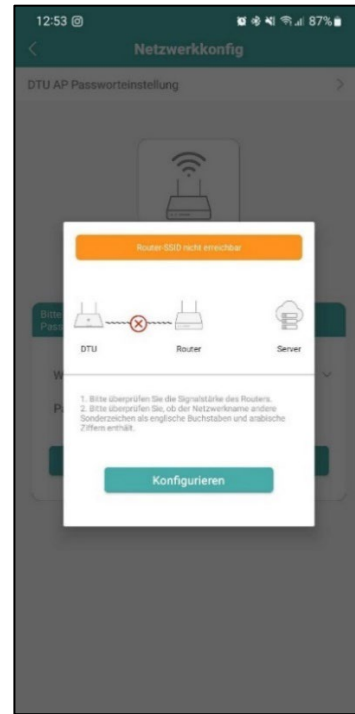 12:53
87%
Netzwerkkonfig
DTU AP Passworteinstellung
Router-SSID nicht erreichbar
Bitte
Pass
DTU Router Server
W
1. Bitte überprüfen Sie die Signalstärke des Routers.
2. Bitte überprüfen Sie, ob der Netzwerkname andere
Sonderzeichen als englische Buchstaben und arabische
Ziffern enthält.
Konfigurieren